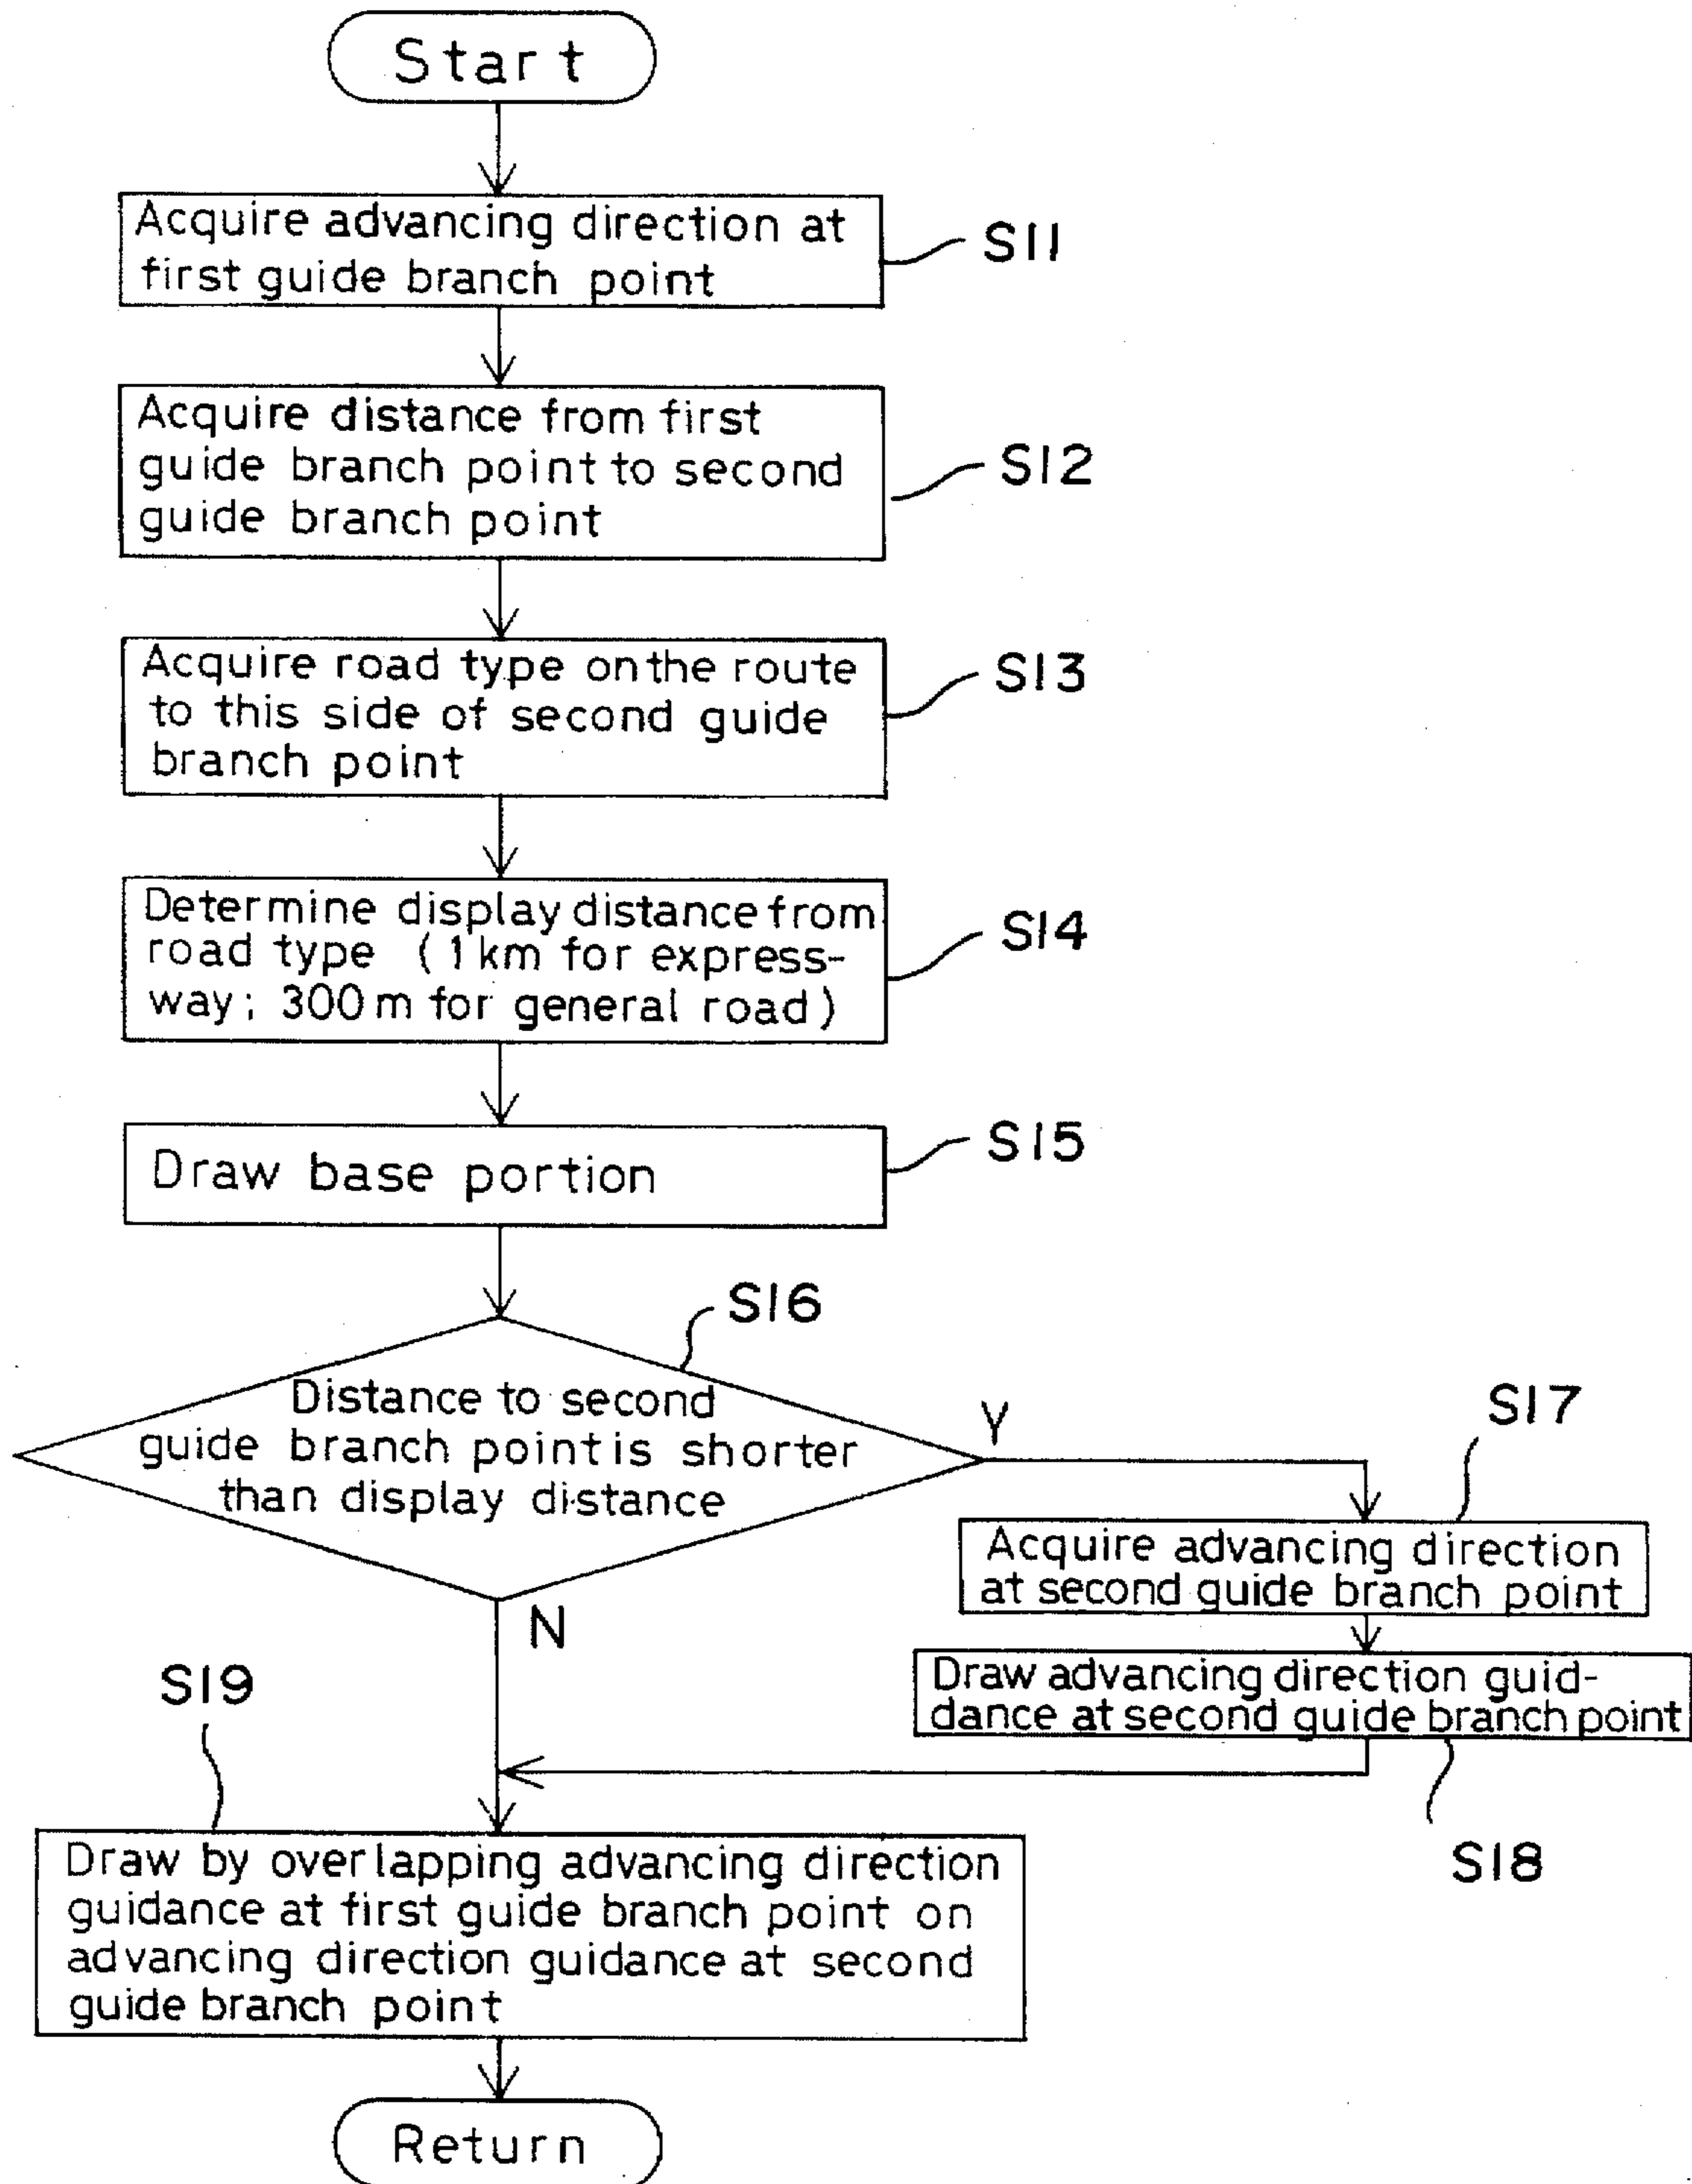 Start
Acquire advancing direction at
first guide branch point
S11
Acquire distance from first
guide branch point to second
guide branch point
S12
Acquire road type on the route
to this side of second guide
branch point
S13
Determine display distance from
road type (1km for express-
way; 300m for general road)
S14
Draw base portion
S15
S16
Distance to second
guide branch point is shorter
than display distance
Y
N
S17
Acquire advancing direction
at second guide branch point
Draw advancing direction gui-
dance at second guide branch point
S18
S19
Draw by overlapping advancing direction
guidance at first guide branch point on
advancing direction guidance at second
guide branch point
Return